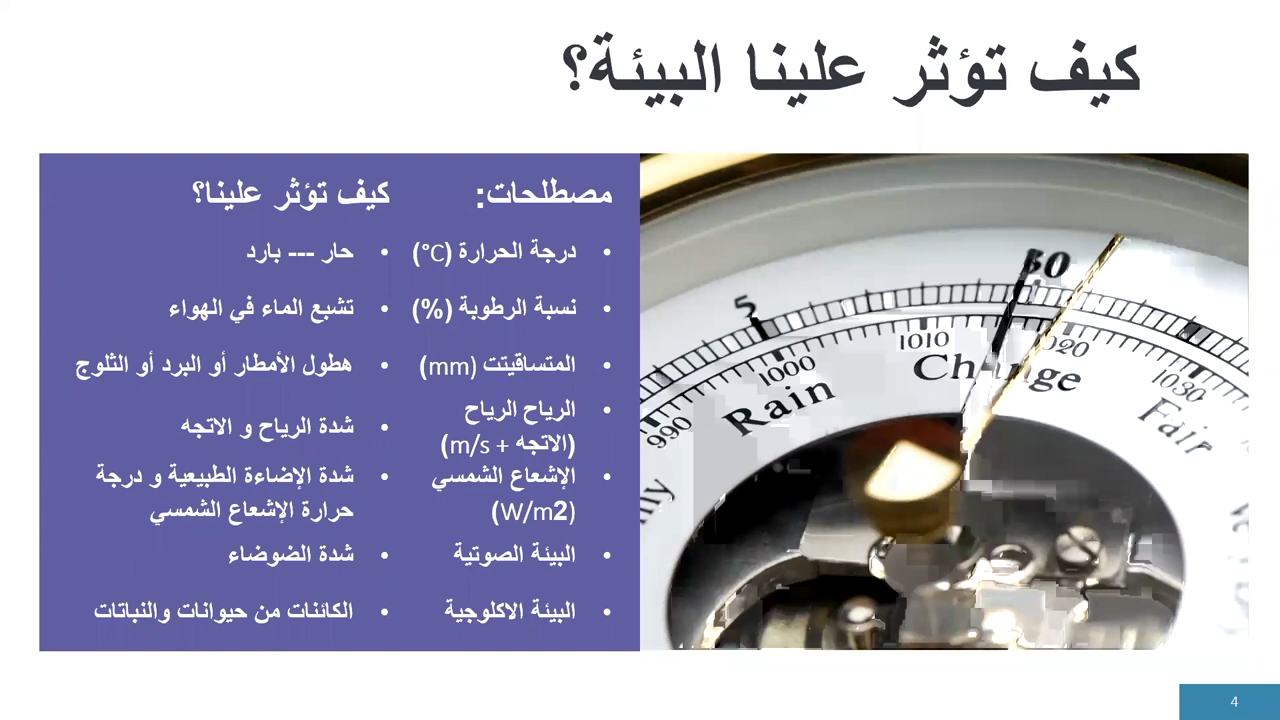 كيف تؤثر علينا البيئة؟
مصطلحات:
درجة الحرارة (°C)
نسبة الرطوبة (%)
المتساقيتت (mm)
الرياح الرياح
(الاتجه + m/s)
الإشعاع الشمسي
(W/m2)
البيئة الصوتية
البيئة الاكلوجية
كيف تؤثر علينا؟
حار --- بارد
تشبع الماء في الهواء
هطول الأمطار أو البرد أو الثلوج
شدة الرياح و الاتجه
شدة الإضاءة الطبيعية و درجة
حرارة الإشعاع الشمسي
شدة الضوضاء
الكائنات من حيوانات والنباتات
5
30
990
1000
1010
1020
1030
Rain
Change
Fair
4